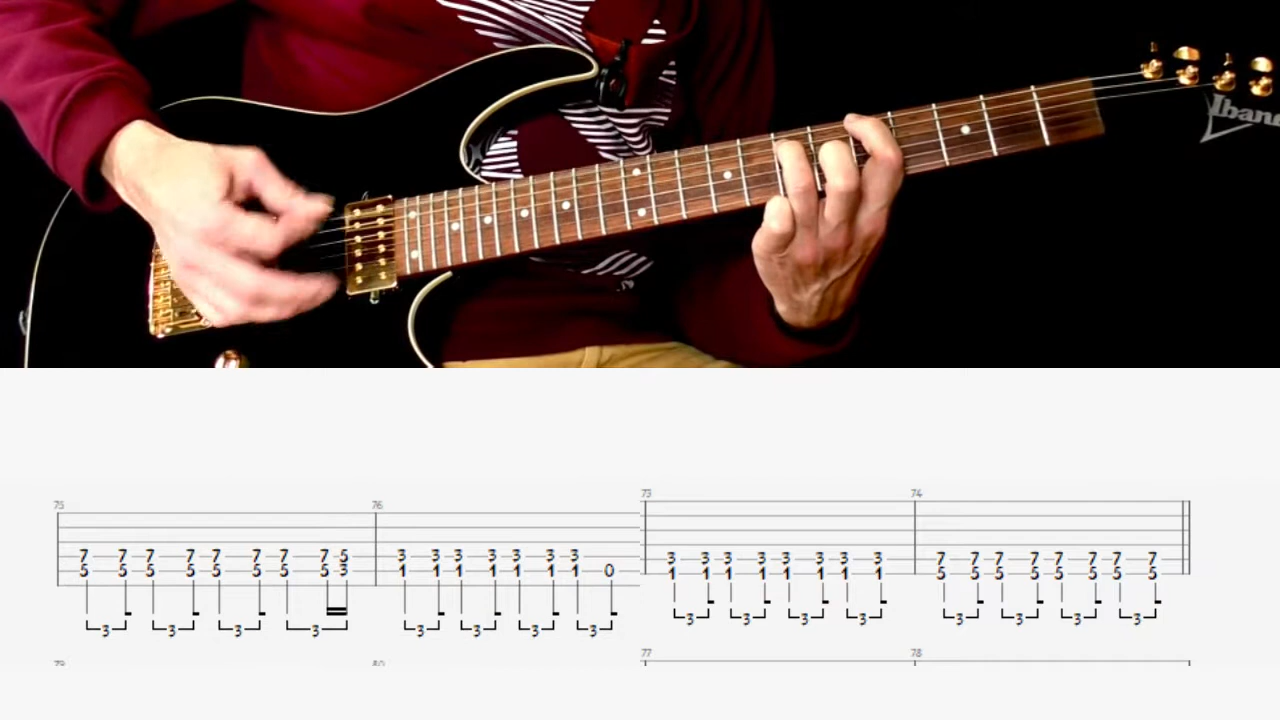 Iban
75 76
7 7 7 7 7 7 7 7 5 3 3 3 3 3 3 3
5 5 5 5 5 5 5 5 3 1 1 1 1 1 1 1 0
3 3 3 3 3 3 3 3
73 74
3 3 3 3 3 3 3 3 7 7 7 7 7 7 7 7
1 1 1 1 1 1 1 1 5 5 5 5 5 5 5 5
3 3 3 3 3 3 3 3
77 78